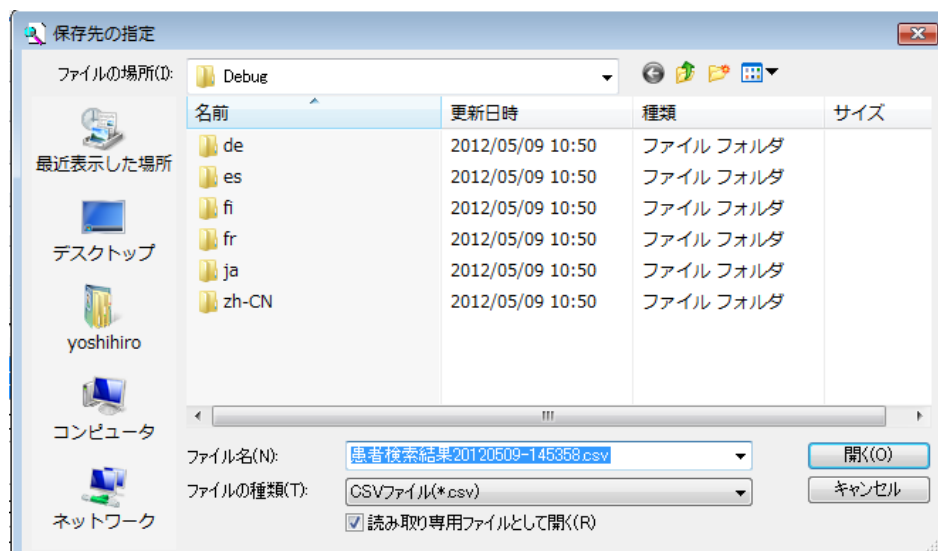 保存先の指定
ファイルの場所(I):
Debug
名前
更新日時
種類
サイズ
de 2012/05/09 10:50 ファイル フォルダ
es 2012/05/09 10:50 ファイル フォルダ
fi 2012/05/09 10:50 ファイル フォルダ
fr 2012/05/09 10:50 ファイル フォルダ
ja 2012/05/09 10:50 ファイル フォルダ
zh-CN 2012/05/09 10:50 ファイル フォルダ
最近表示した場所
デスクトップ
yoshihiro
コンピュータ
ネットワーク
ファイル名(N):
患者検索結果20120509-145358.csv
開く(O)
ファイルの種類(T):
CSVファイル(*.csv)
キャンセル
読み取り専用ファイルとして開く(R)